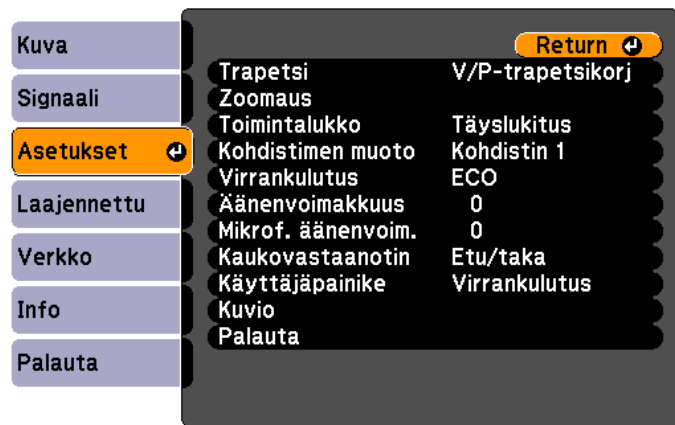 Kuva
Signaali
Asetukset
Laajennettu
Verkko
Info
Palauta
Return
Trapetsi V/P-trapetsikorj
Zoomaus
Toimintalukko Täyslukitus
Kohdistimen muoto Kohdistin 1
Virrankulutus ECO
Äänenvoimakkuus 0
Mikrof. äänenvoim. 0
Kaukovastaanotin Etu/taka
Käyttäjäpainike Virrankulutus
Kuvio
Palauta